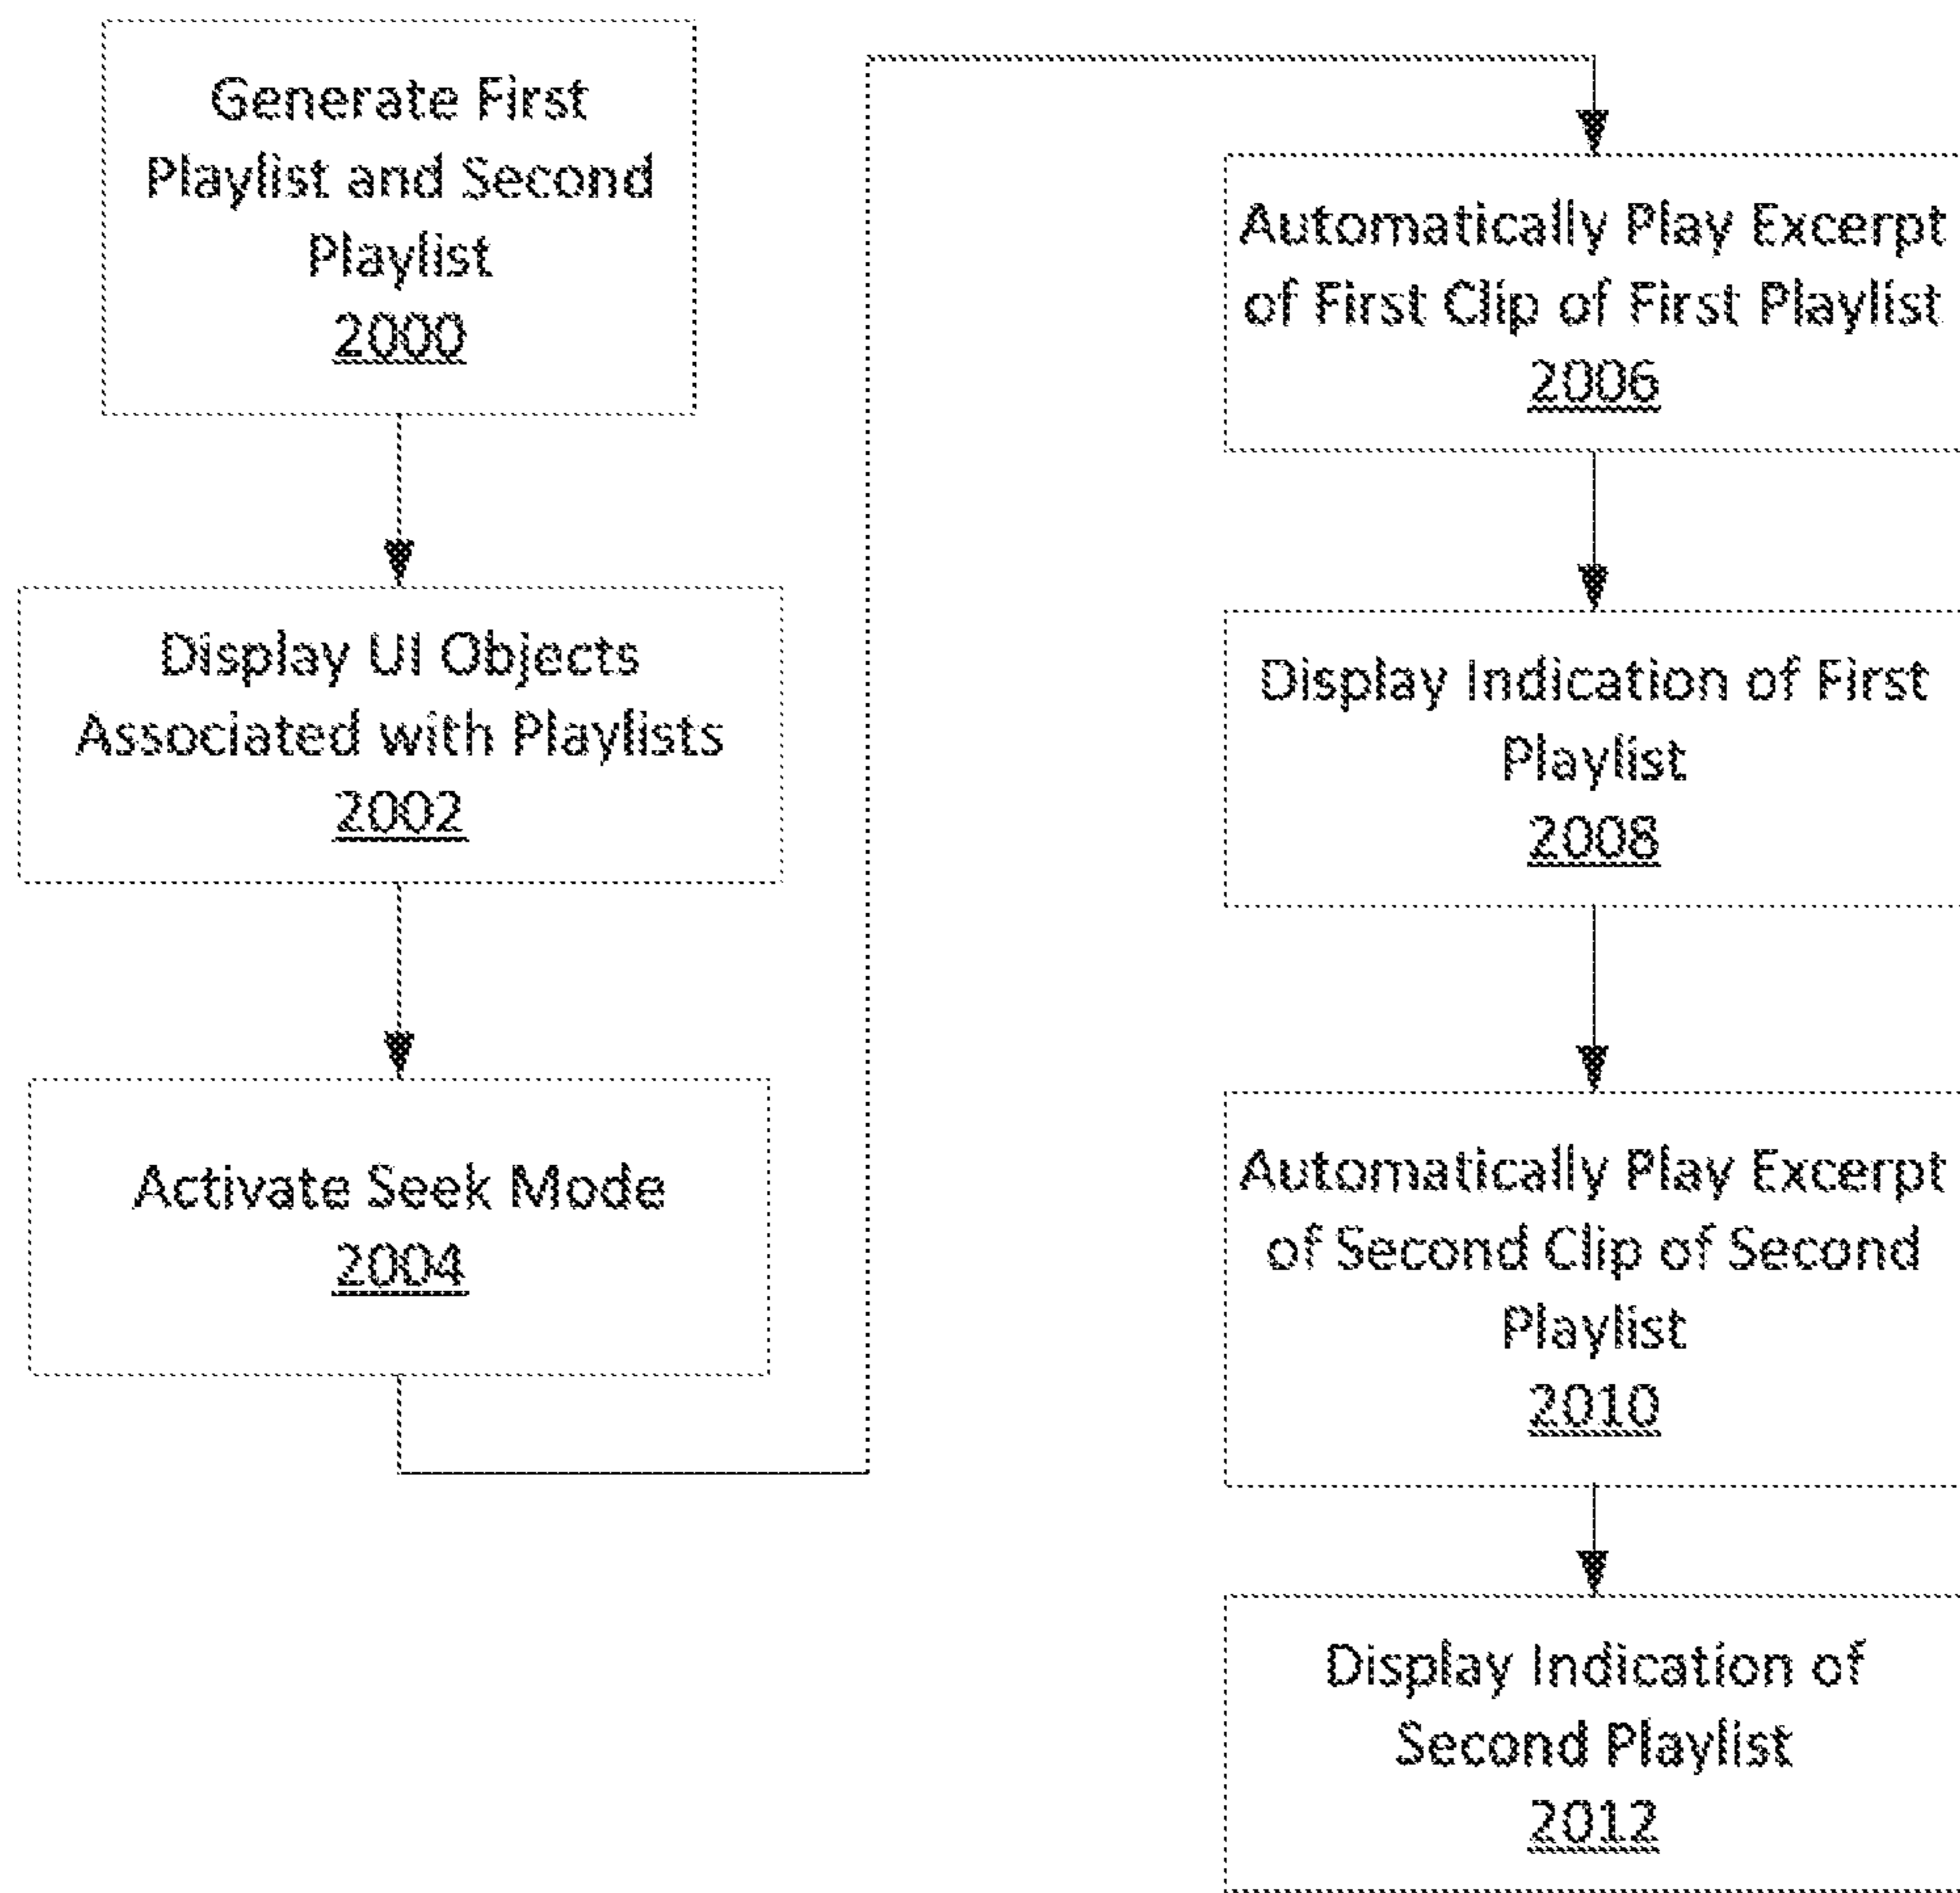 Generate First
Playlist and Second
Playlist
2000
Display UI Objects
Associated with Playlists
2002
Activate Seek Mode
2004
Automatically Play Excerpt
of First Clip of First Playlist
2006
Display Indication of First
Playlist
2008
Automatically Play Excerpt
of Second Clip of Second
Playlist
2010
Display Indication of
Second Playlist
2012